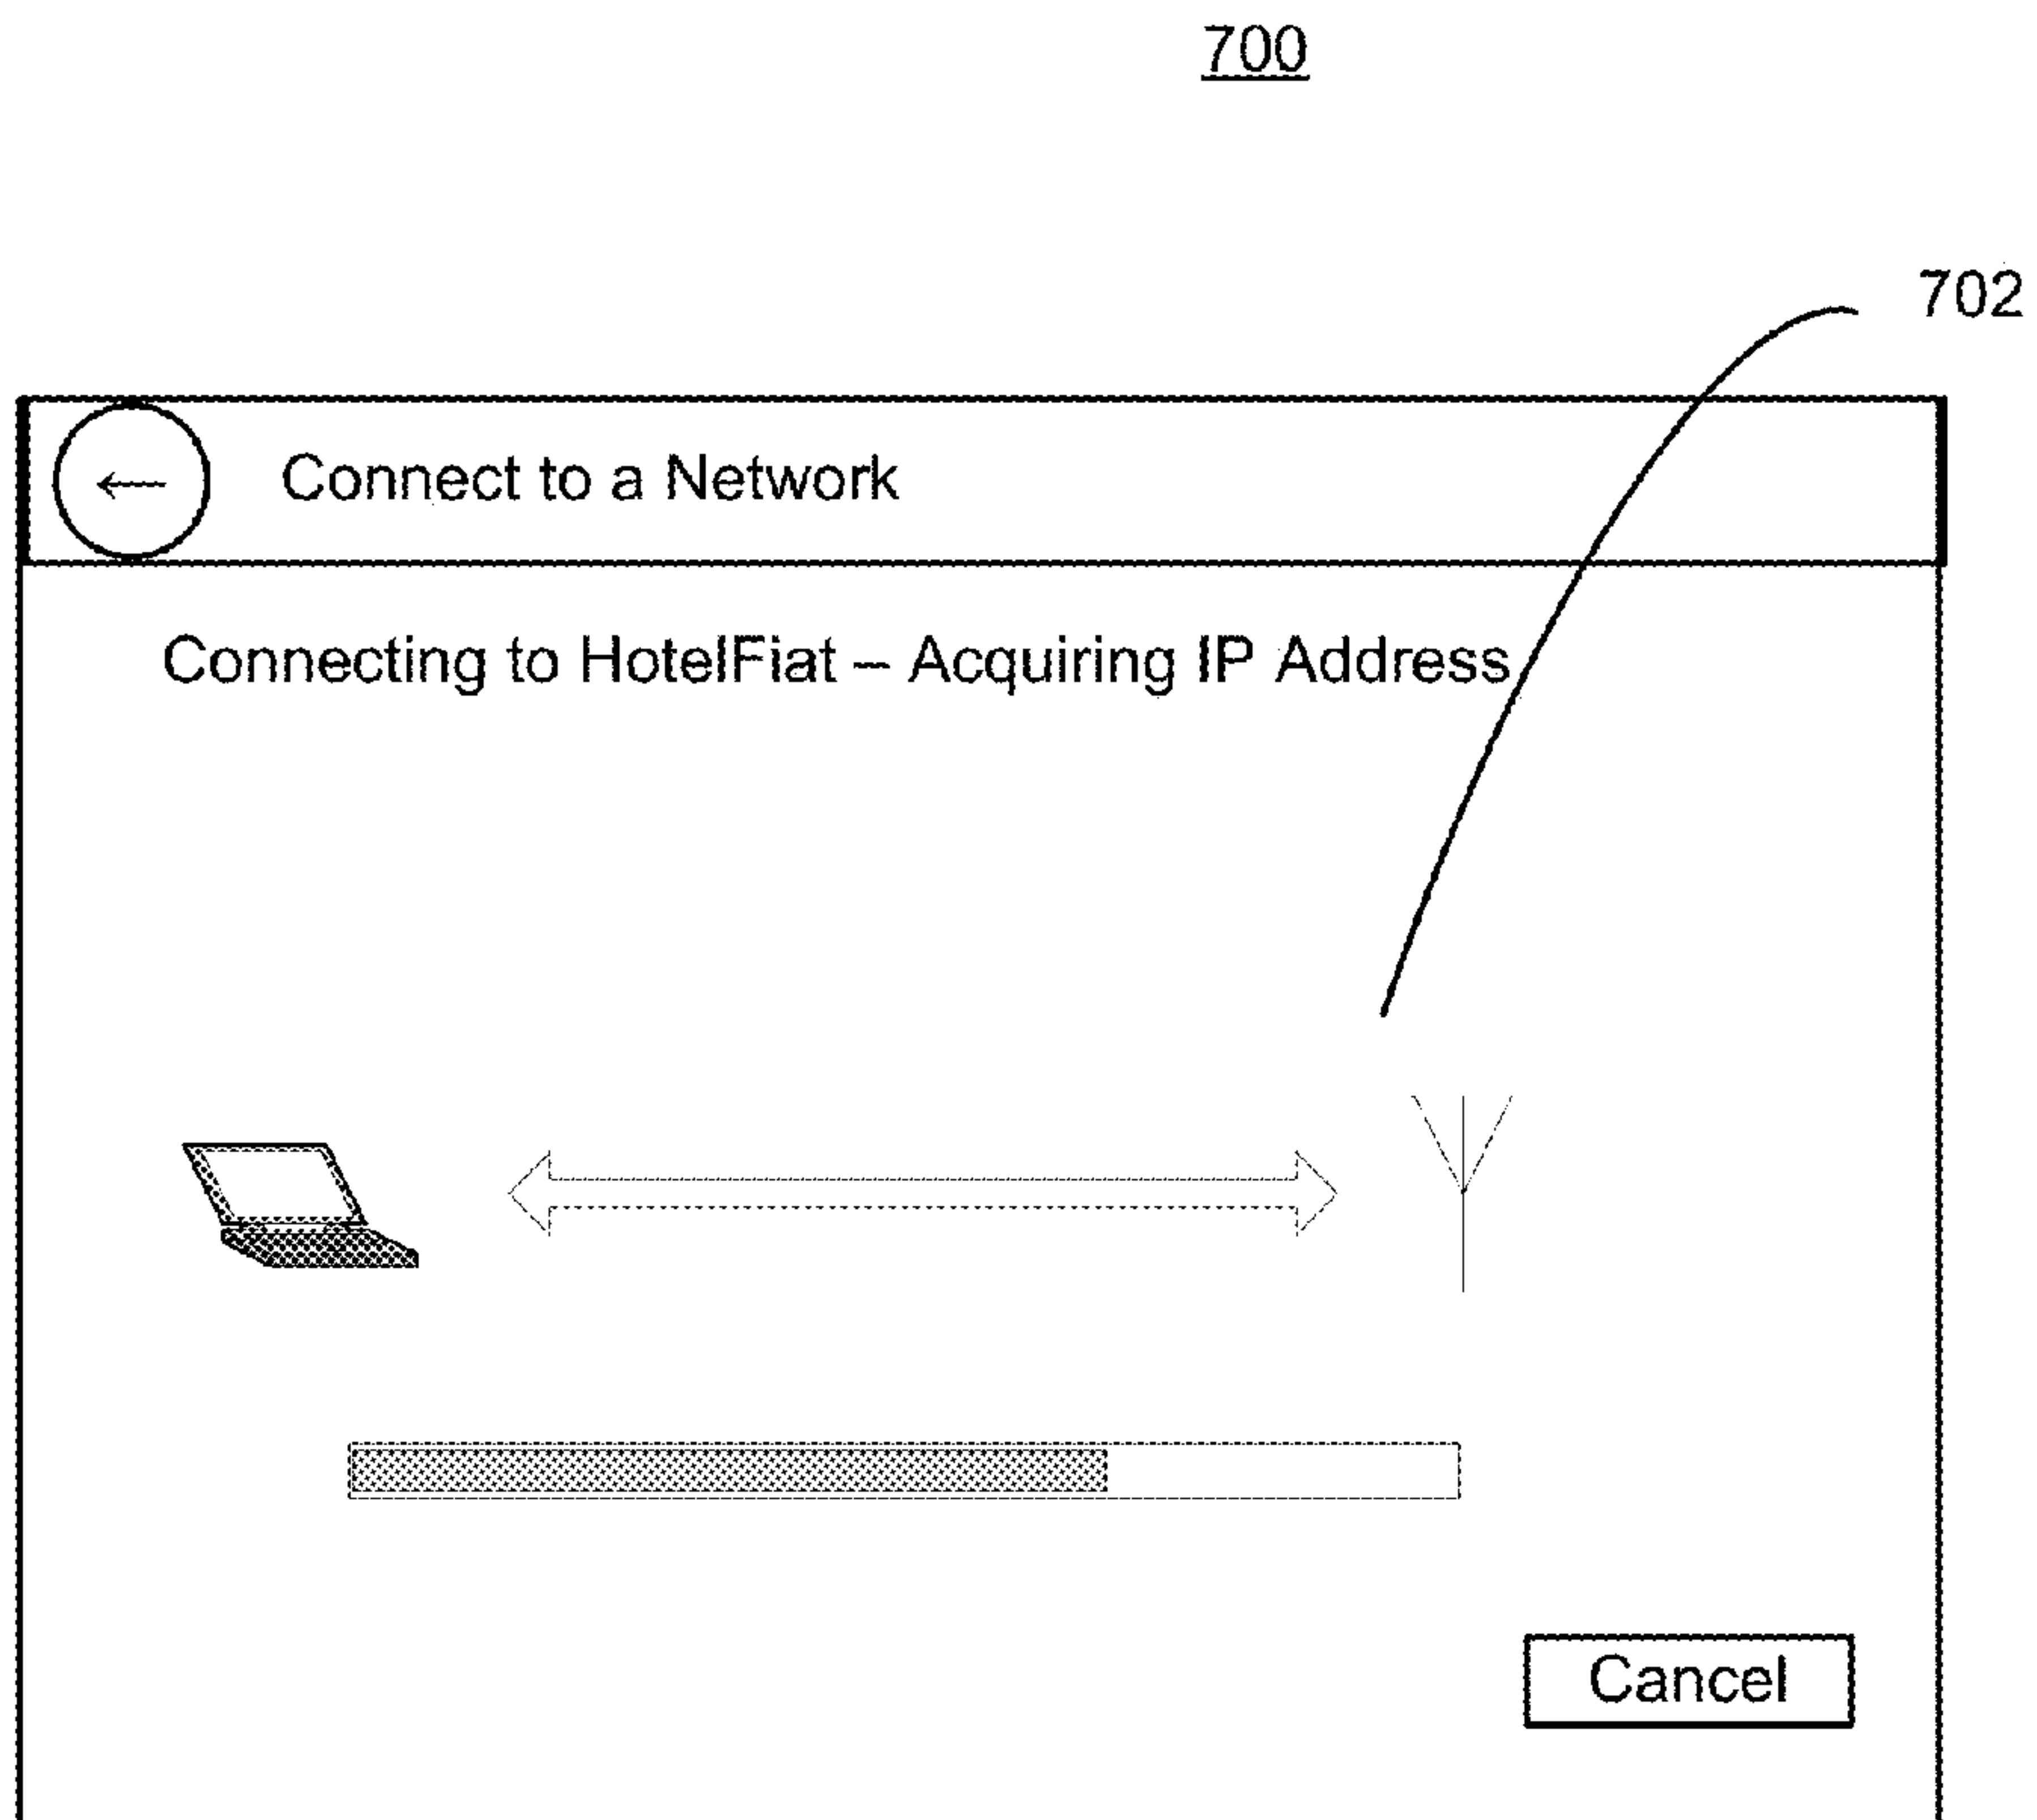 700
702
Connect to a Network
Connecting to HotelFiat – Acquiring IP Address
Cancel